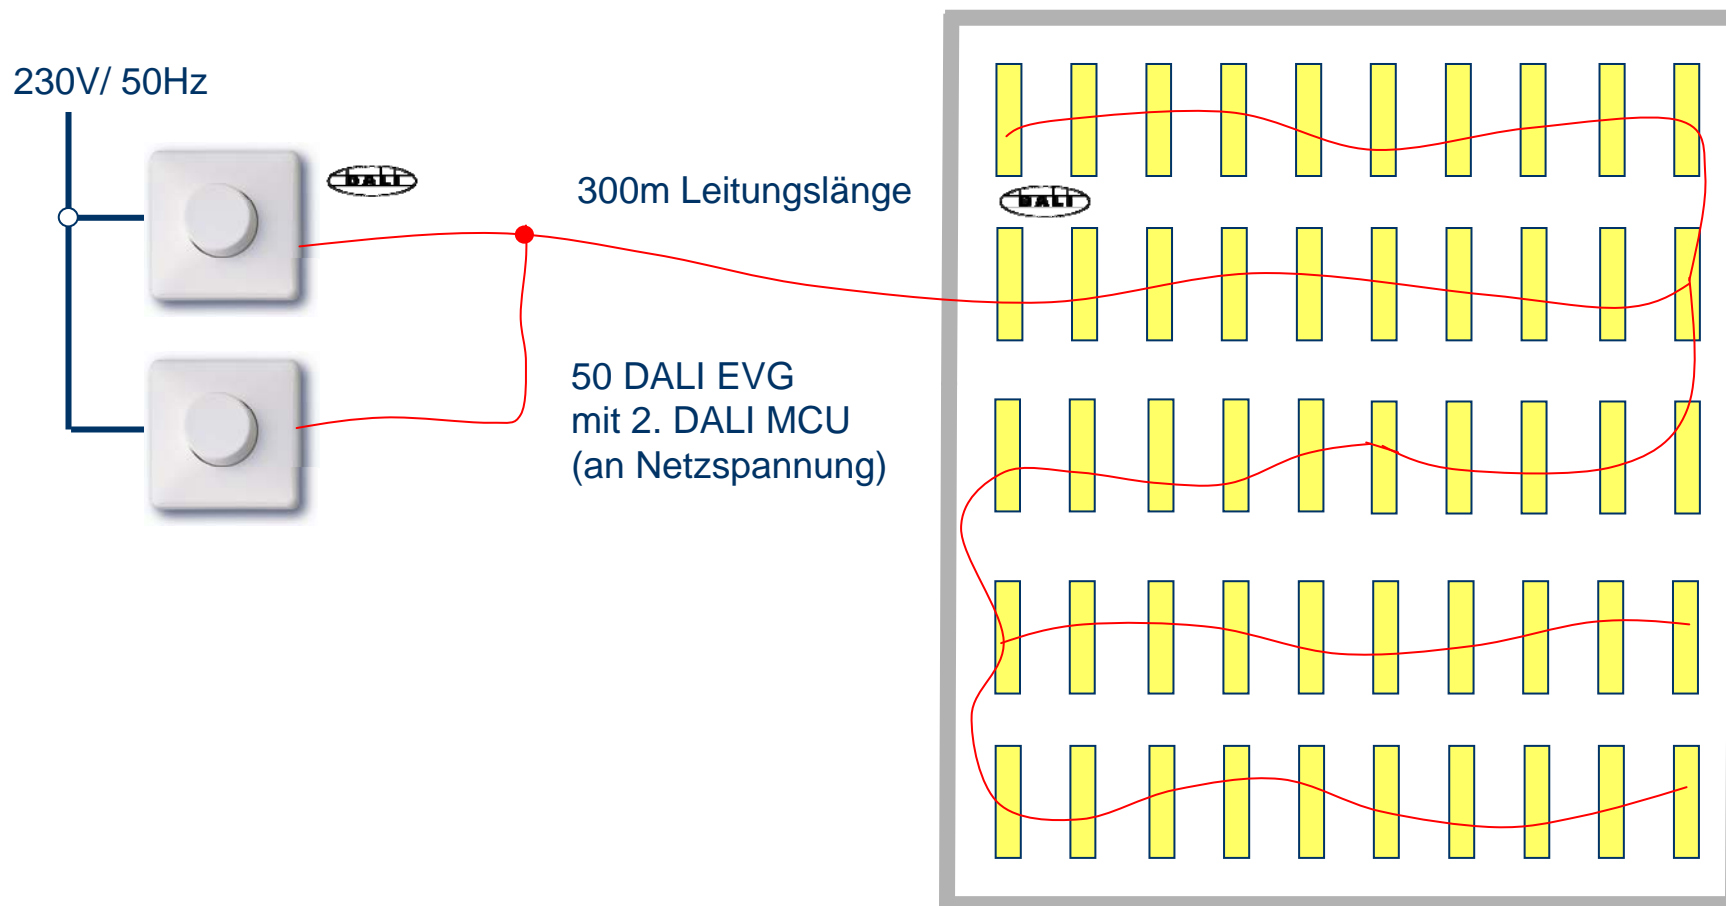 230V/ 50Hz
DALI
300m Leitungslänge
DALI
50 DALI EVG
mit 2. DALI MCU
(an Netzspannung)